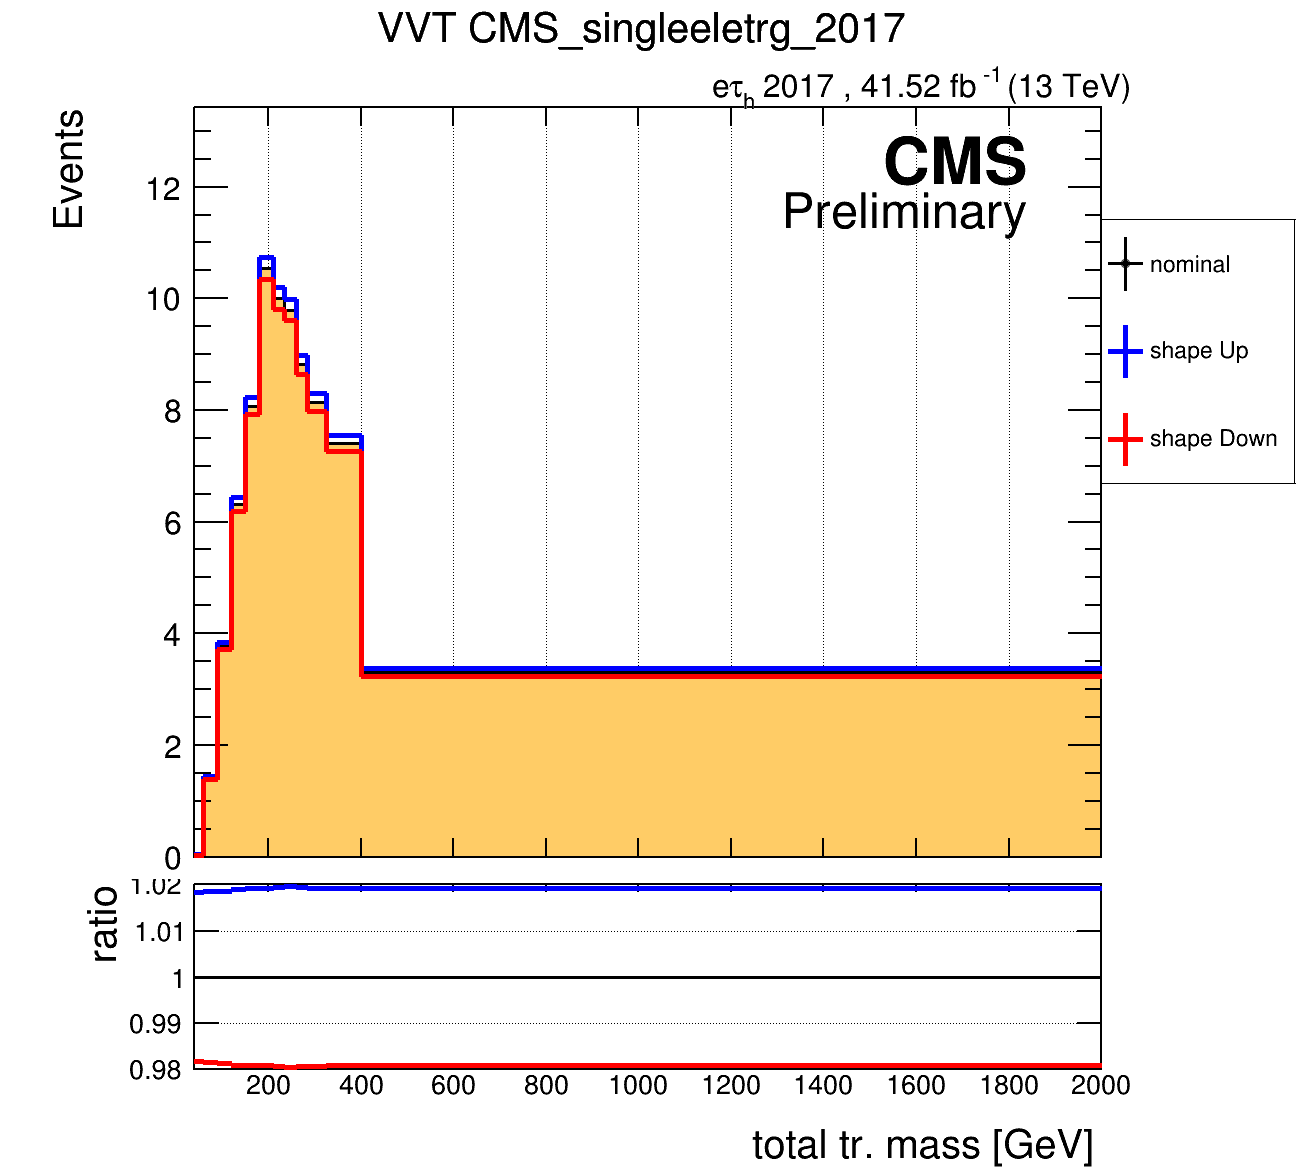 VVT CMS_singleeletrg_2017
eτh 2017 , 41.52 fb -1 (13 TeV)
Events
CMS
Preliminary
12
10
8
6
4
2
0
nominal
shape Up
shape Down
ratio
1.02
1.01
1
0.99
0.98
200 400 600 800 1000 1200 1400 1600 1800 2000
total tr. mass [GeV]